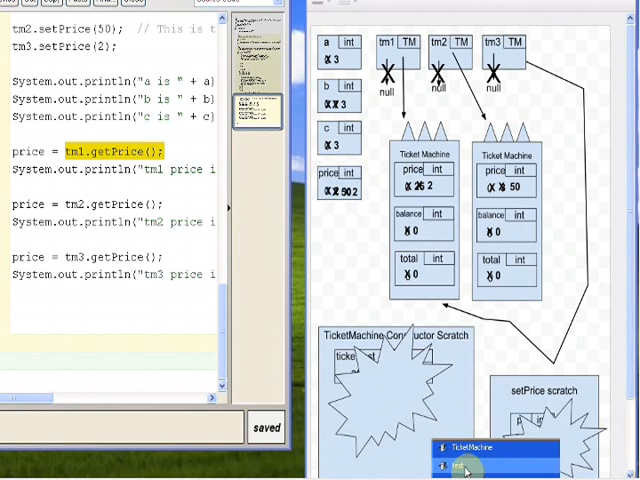 tm2.setPrice(50);  // This is t
tm3.setPrice(2);
System.out.println("a is " + a)
System.out.println("b is " + b)
System.out.println("c is " + c)
price = tm1.getPrice();
System.out.println("tm1 price i
price = tm2.getPrice();
System.out.println("tm2 price i
price = tm3.getPrice();
System.out.println("tm3 price i
saved
a int
3
b int
3
c int
3
price int
tm1 TM
null
tm2 TM
null
tm3 TM
null
Ticket Machine
price int
2
balance int
0
total int
0
Ticket Machine
price int
50
balance int
0
total int
0
TicketMachine
Scratch
setPrice scratch
TicketMachine
test